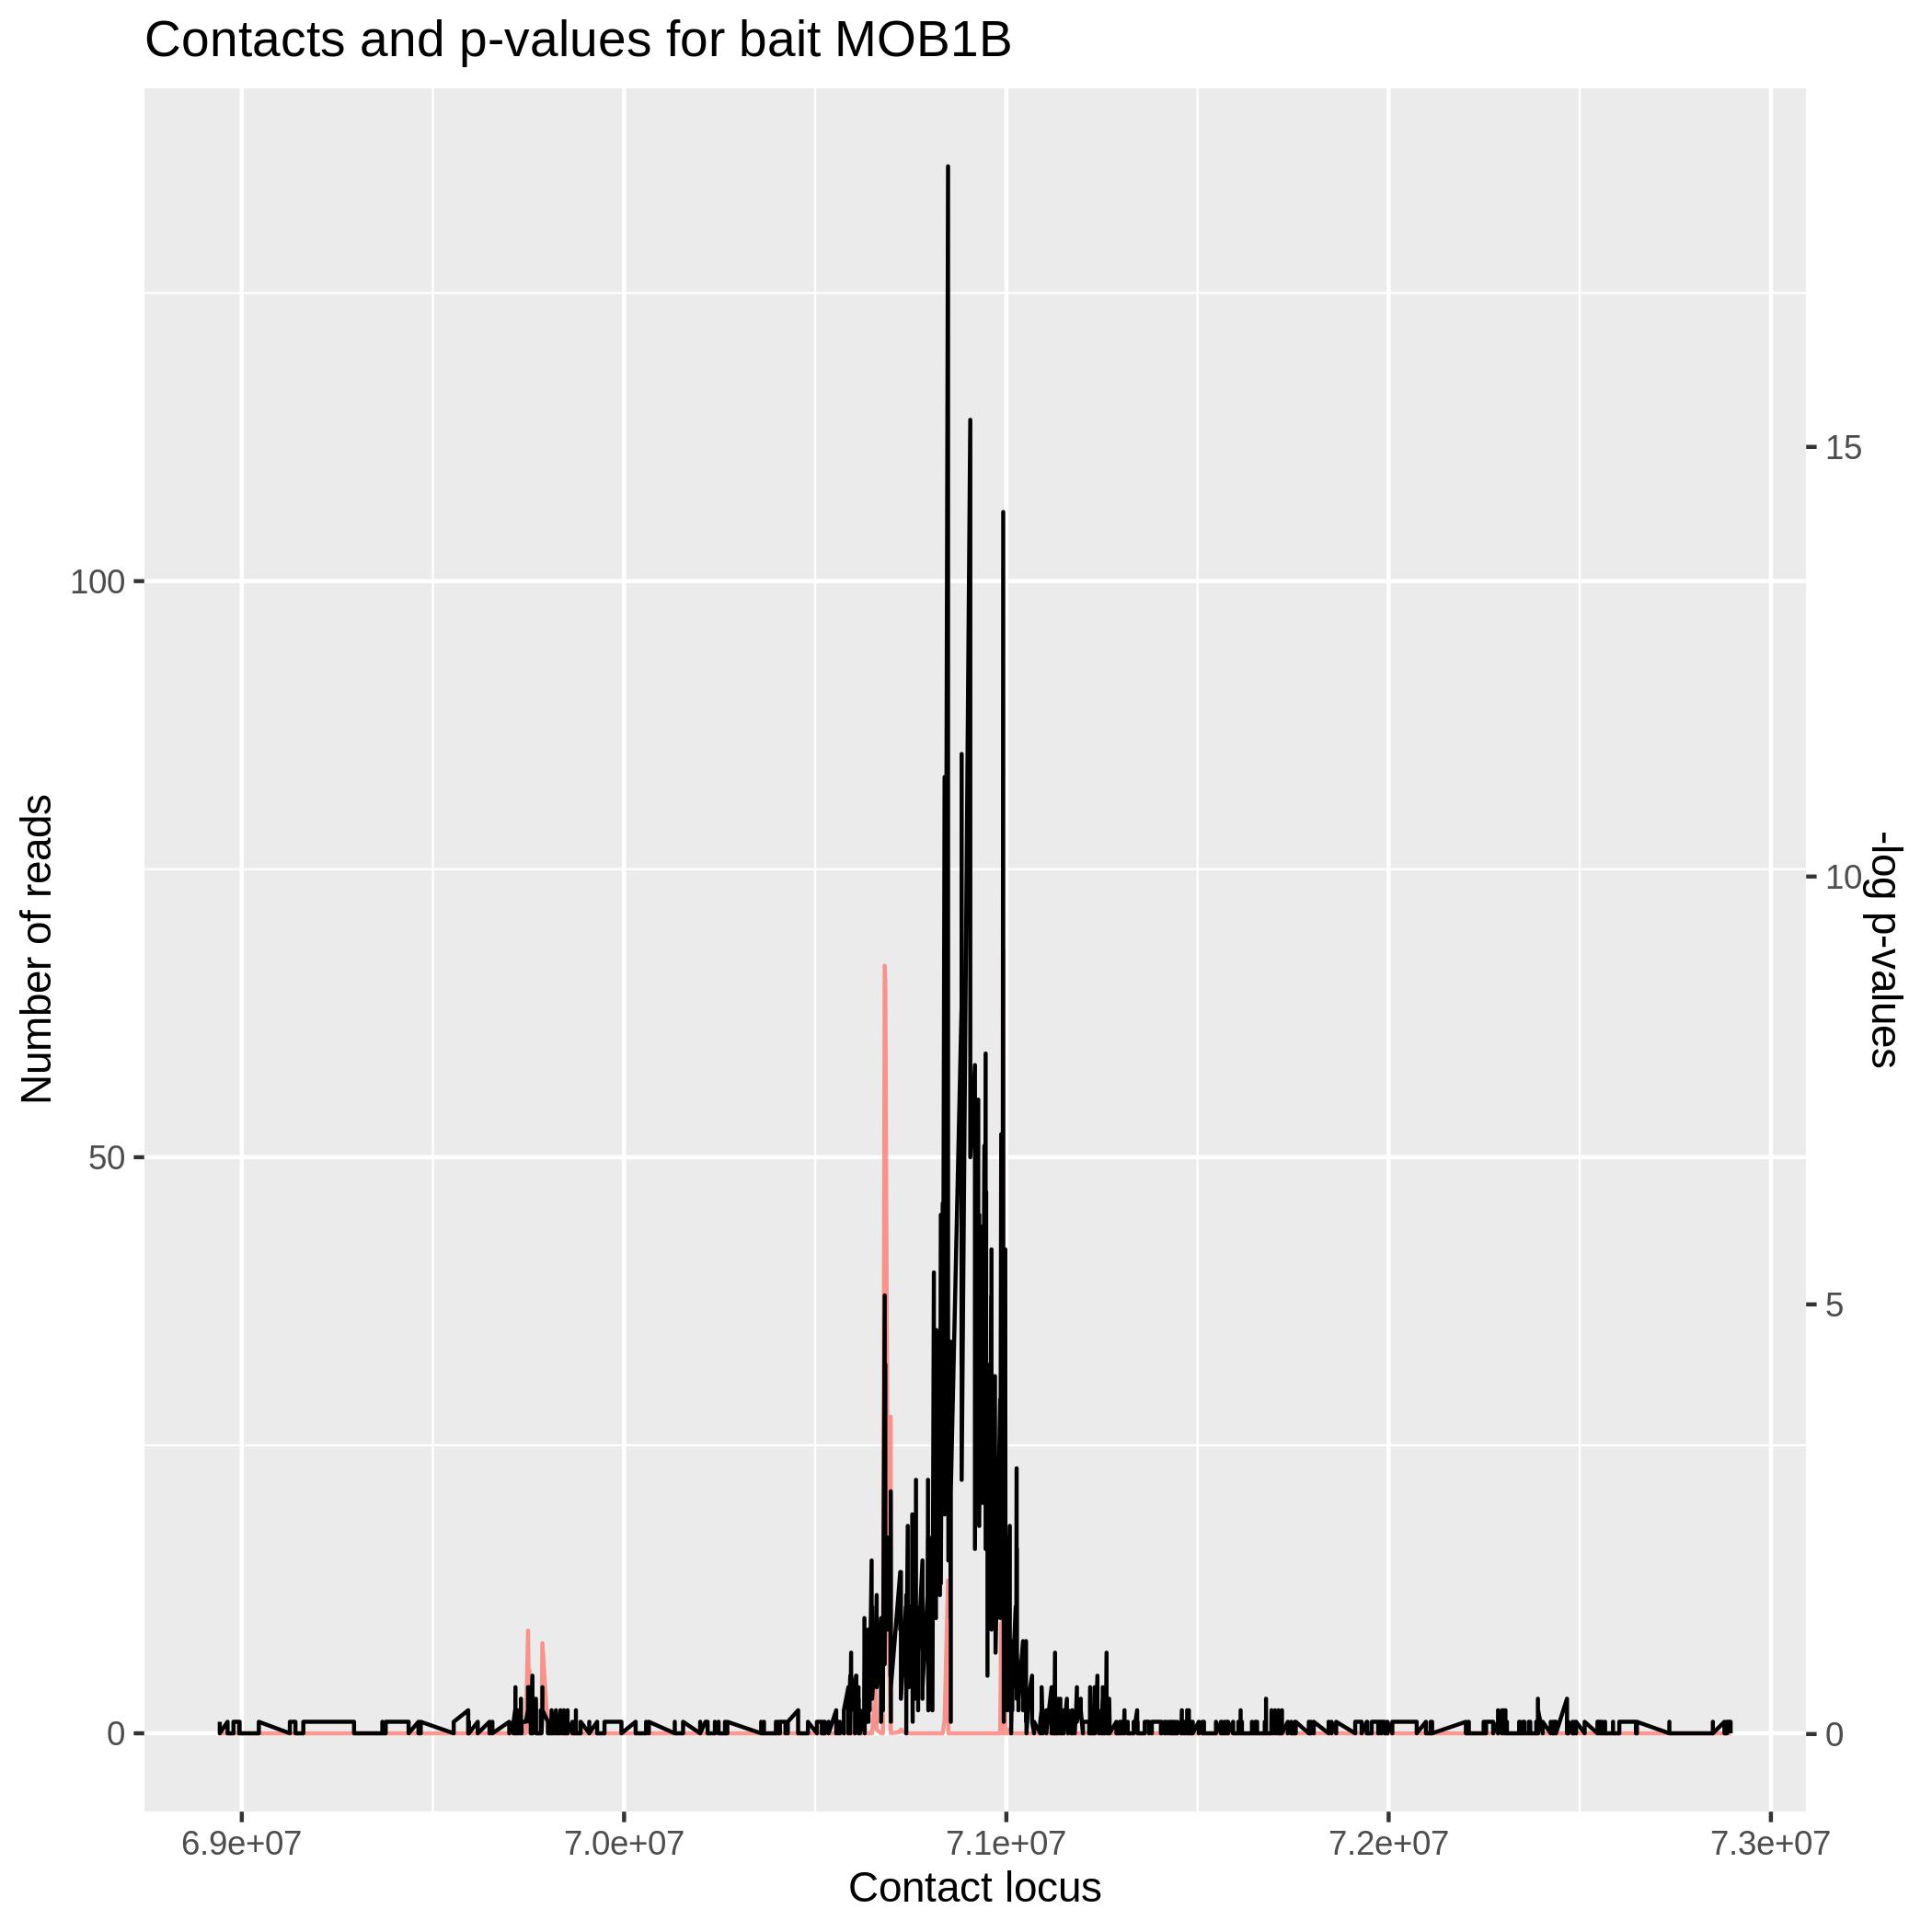 Contacts and p-values for bait MOB1B
Number of reads
100
50
0
15
10
5
0
-log p-values
6.9e+07
7.0e+07
7.1e+07
7.2e+07
7.3e+07
Contact locus